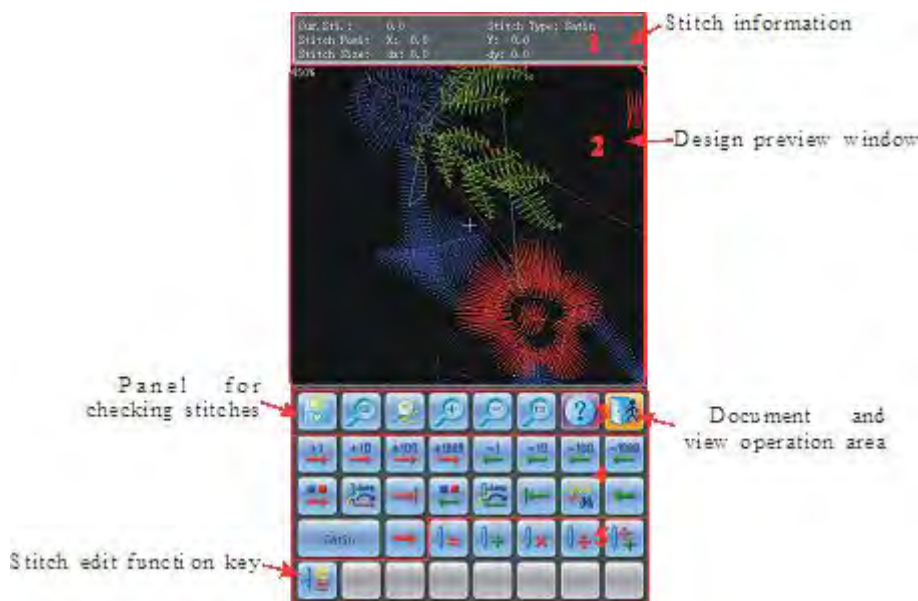 Cur.Sti.: 0.0 Stitch Type: Satin
Stitch Posi: X: 0.0 Y: 0.0
Stitch Size: dx: 0.0 dy: 0.0
1
Stitch information
450%
2
Design preview window
Panel for
checking stitches
Document and
view operation area
+1 +10 +100 +1000 -1 -10 -100 -1000
Stitch edit function key